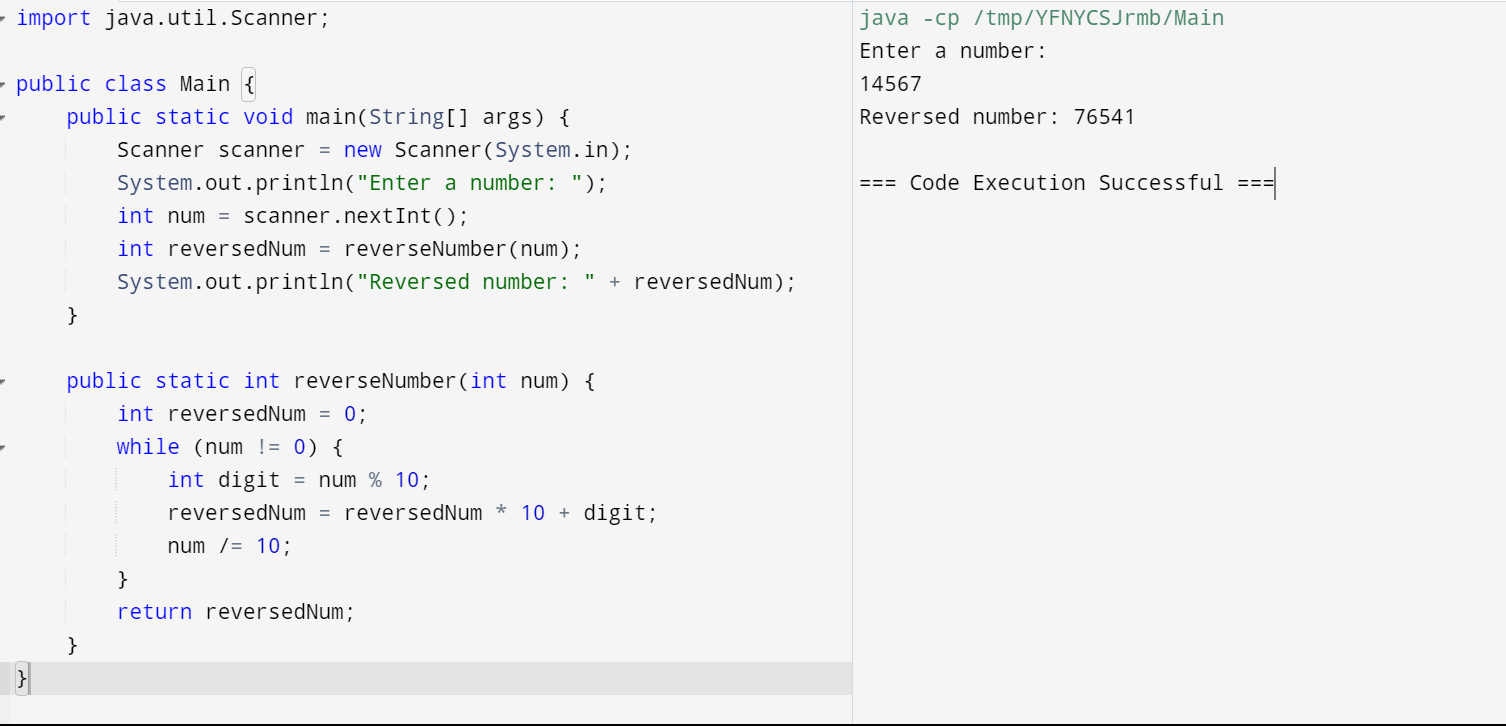 import java.util.Scanner;
public class Main {
    public static void main(String[] args) {
        Scanner scanner = new Scanner(System.in);
        System.out.println("Enter a number: ");
        int num = scanner.nextInt();
        int reversedNum = reverseNumber(num);
        System.out.println("Reversed number: " + reversedNum);
    }
    public static int reverseNumber(int num) {
        int reversedNum = 0;
        while (num != 0) {
            int digit = num % 10;
            reversedNum = reversedNum * 10 + digit;
            num /= 10;
        }
        return reversedNum;
    }
}
java -cp /tmp/YFNYCSJrmb/Main
Enter a number:
14567
Reversed number: 76541
=== Code Execution Successful ===